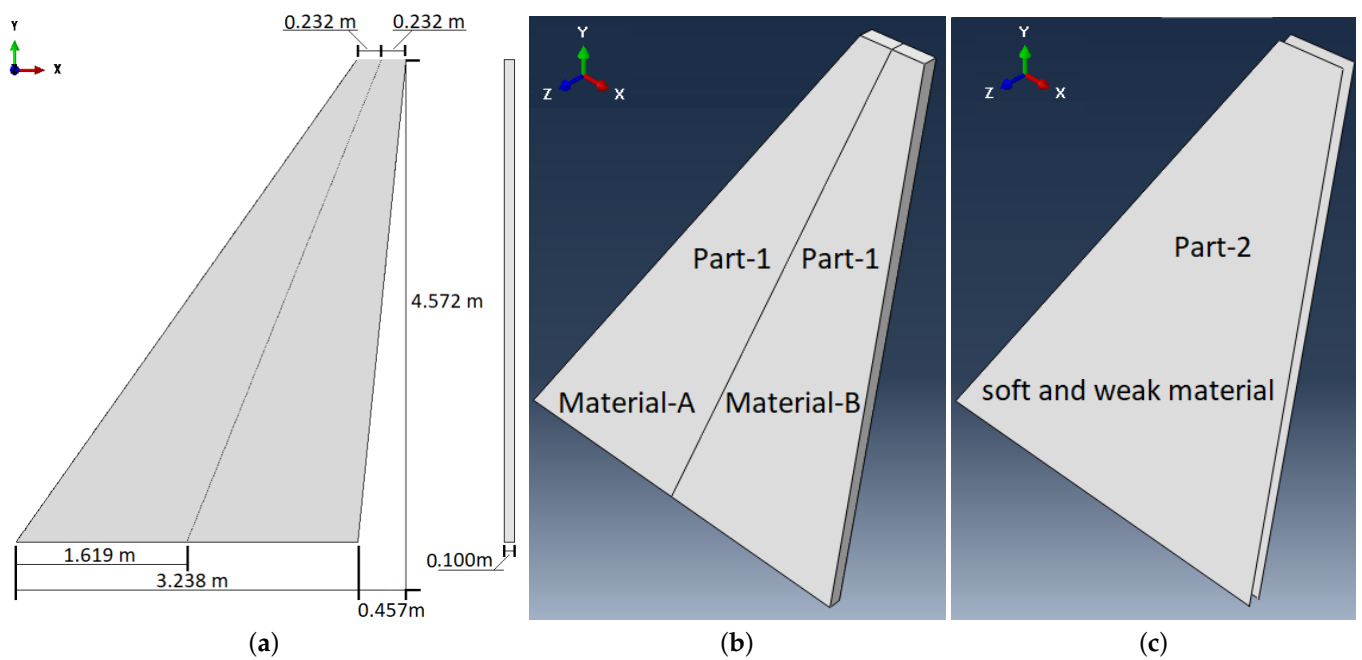 0.232 m 0.232 m
Y
X
4.572 m
1.619 m
3.238 m
0.457m
0.100m
(a)
Y
Z X
Part-1 Part-1
Material-A Material-B
(b)
Y
Z X
Part-2
soft and weak material
(c)